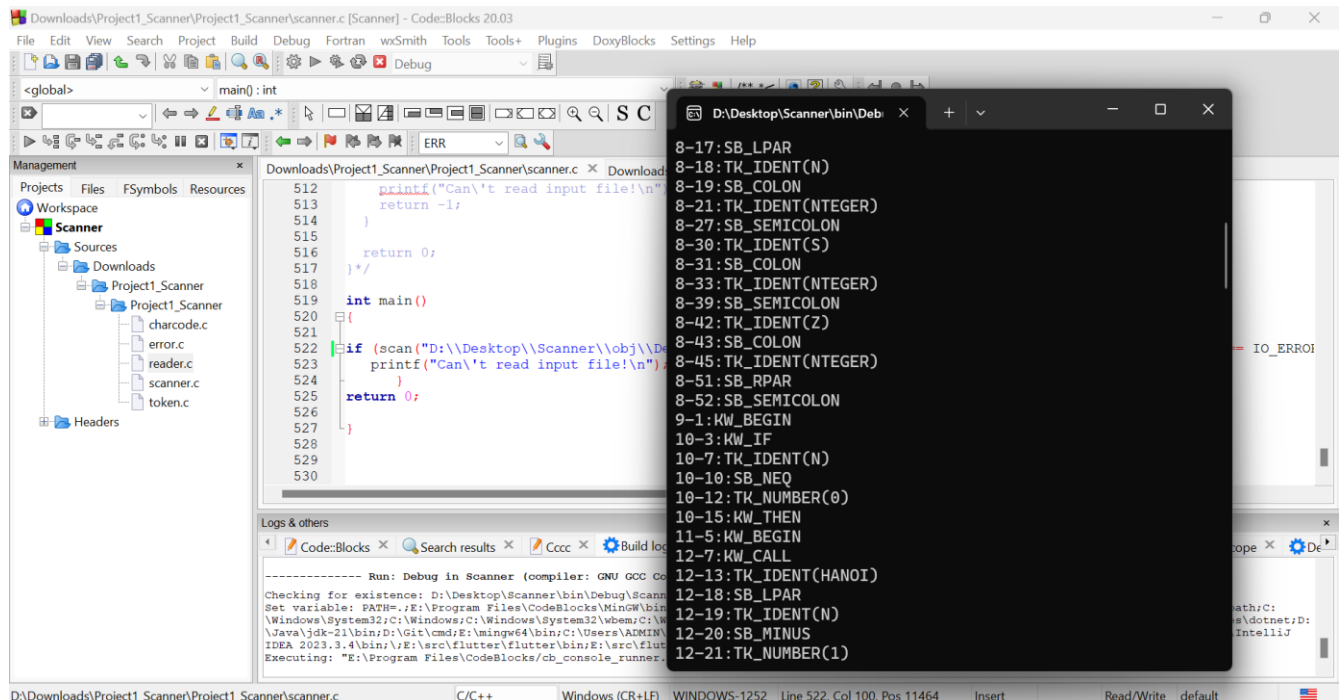 Downloads\Project1_Scanner\Project1_Scanner\scanner.c [Scanner] - Code::Blocks 20.03
File Edit View Search Project Build Debug Fortran wxSmith Tools Tools+ Plugins DoxyBlocks Settings Help
Debug
<global> main() : int
S C
ERR
Management
Projects Files FSymbols Resources
Workspace
Scanner
Sources
Downloads
Project1_Scanner
Project1_Scanner
charcode.c
error.c
reader.c
scanner.c
token.c
Headers
Downloads\Project1_Scanner\Project1_Scanner\scanner.c
512 printf("Can\'t read input file!\n")
513 return -1;
514 }
515
516 return 0;
517 }*/
518
519 int main()
520 {
521
522 if (scan("D:\\Desktop\\Scanner\\obj\\De == IO_ERROR
523 printf("Can\'t read input file!\n");
524 }
525 return 0;
526
527 }
528
529
530
D:\Desktop\Scanner\bin\Deb
8-17:SB_LPAR
8-18:TK_IDENT(N)
8-19:SB_COLON
8-21:TK_IDENT(NTEGER)
8-27:SB_SEMICOLON
8-30:TK_IDENT(S)
8-31:SB_COLON
8-33:TK_IDENT(NTEGER)
8-39:SB_SEMICOLON
8-42:TK_IDENT(Z)
8-43:SB_COLON
8-45:TK_IDENT(NTEGER)
8-51:SB_RPAR
8-52:SB_SEMICOLON
9-1:KW_BEGIN
10-3:KW_IF
10-7:TK_IDENT(N)
10-10:SB_NEQ
10-12:TK_NUMBER(0)
10-15:KW_THEN
11-5:KW_BEGIN
12-7:KW_CALL
12-13:TK_IDENT(HANOI)
12-18:SB_LPAR
12-19:TK_IDENT(N)
12-20:SB_MINUS
12-21:TK_NUMBER(1)
Logs & others
Code::Blocks Search results Cccc Build log
-------------- Run: Debug in Scanner (compiler: GNU GCC Co
Checking for existence: D:\Desktop\Scanner\bin\Debug\Scann
Set variable: PATH=.;E:\Program Files\CodeBlocks\MinGW\bin path;C:
\Windows\System32;C:\Windows;C:\Windows\System32\wbem;C:\W s\dotnet;D:
\Java\jdk-21\bin;D:\Git\cmd;E:\mingw64\bin;C:\Users\ADMIN\ IntelliJ
IDEA 2023.3.4\bin;\;E:\src\flutter\flutter\bin;E:\src\flut
Executing: "E:\Program Files\CodeBlocks/cb_console_runner.
D:\Downloads\Project1_Scanner\Project1_Scanner\scanner.c C/C++ Windows (CR+LF) WINDOWS-1252 Line 522, Col 100, Pos 11464 Insert Read/Write default